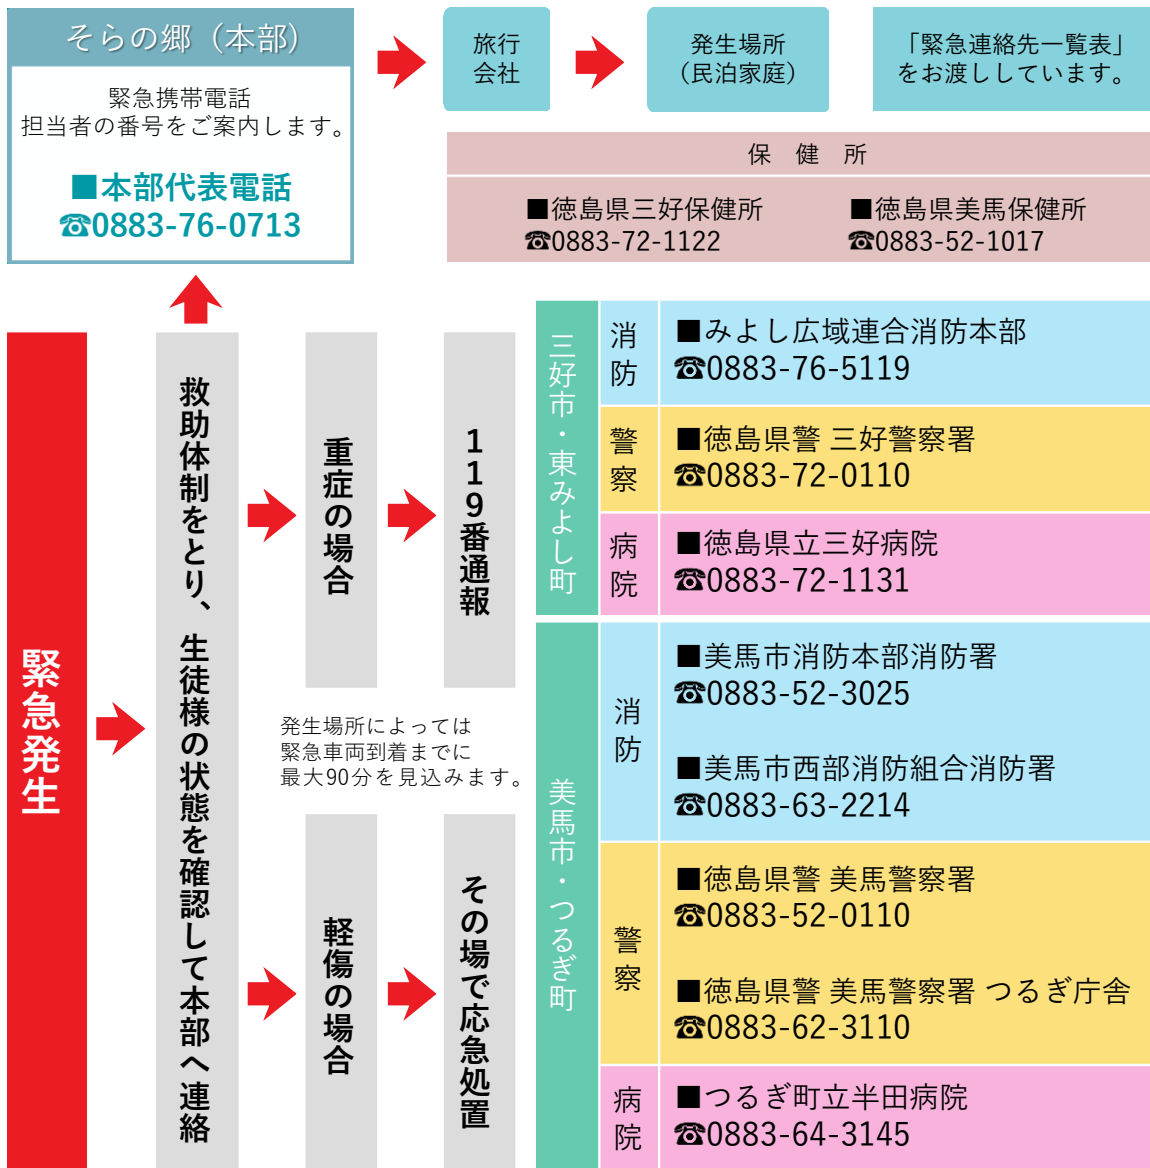 そらの郷（本部）
緊急携帯電話
担当者の番号をご案内します。
■本部代表電話
☎0883-76-0713
旅行
会社
発生場所
（民泊家庭）
「緊急連絡先一覧表」
をお渡ししています。
保健所
■徳島県三好保健所
☎0883-72-1122
■徳島県美馬保健所
☎0883-52-1017
緊急発生
救助体制をとり、生徒様の状態を確認して本部へ連絡
重症の場合
119番通報
発生場所によっては
緊急車両到着までに
最大90分を見込みます。
軽傷の場合
その場で応急処置
三好市・東みよし町
消防
■みよし広域連合消防本部
☎0883-76-5119
警察
■徳島県警 三好警察署
☎0883-72-0110
病院
■徳島県立三好病院
☎0883-72-1131
美馬市・つるぎ町
消防
■美馬市消防本部消防署
☎0883-52-3025
■美馬市西部消防組合消防署
☎0883-63-2214
警察
■徳島県警 美馬警察署
☎0883-52-0110
■徳島県警 美馬警察署 つるぎ庁舎
☎0883-62-3110
病院
■つるぎ町立半田病院
☎0883-64-3145